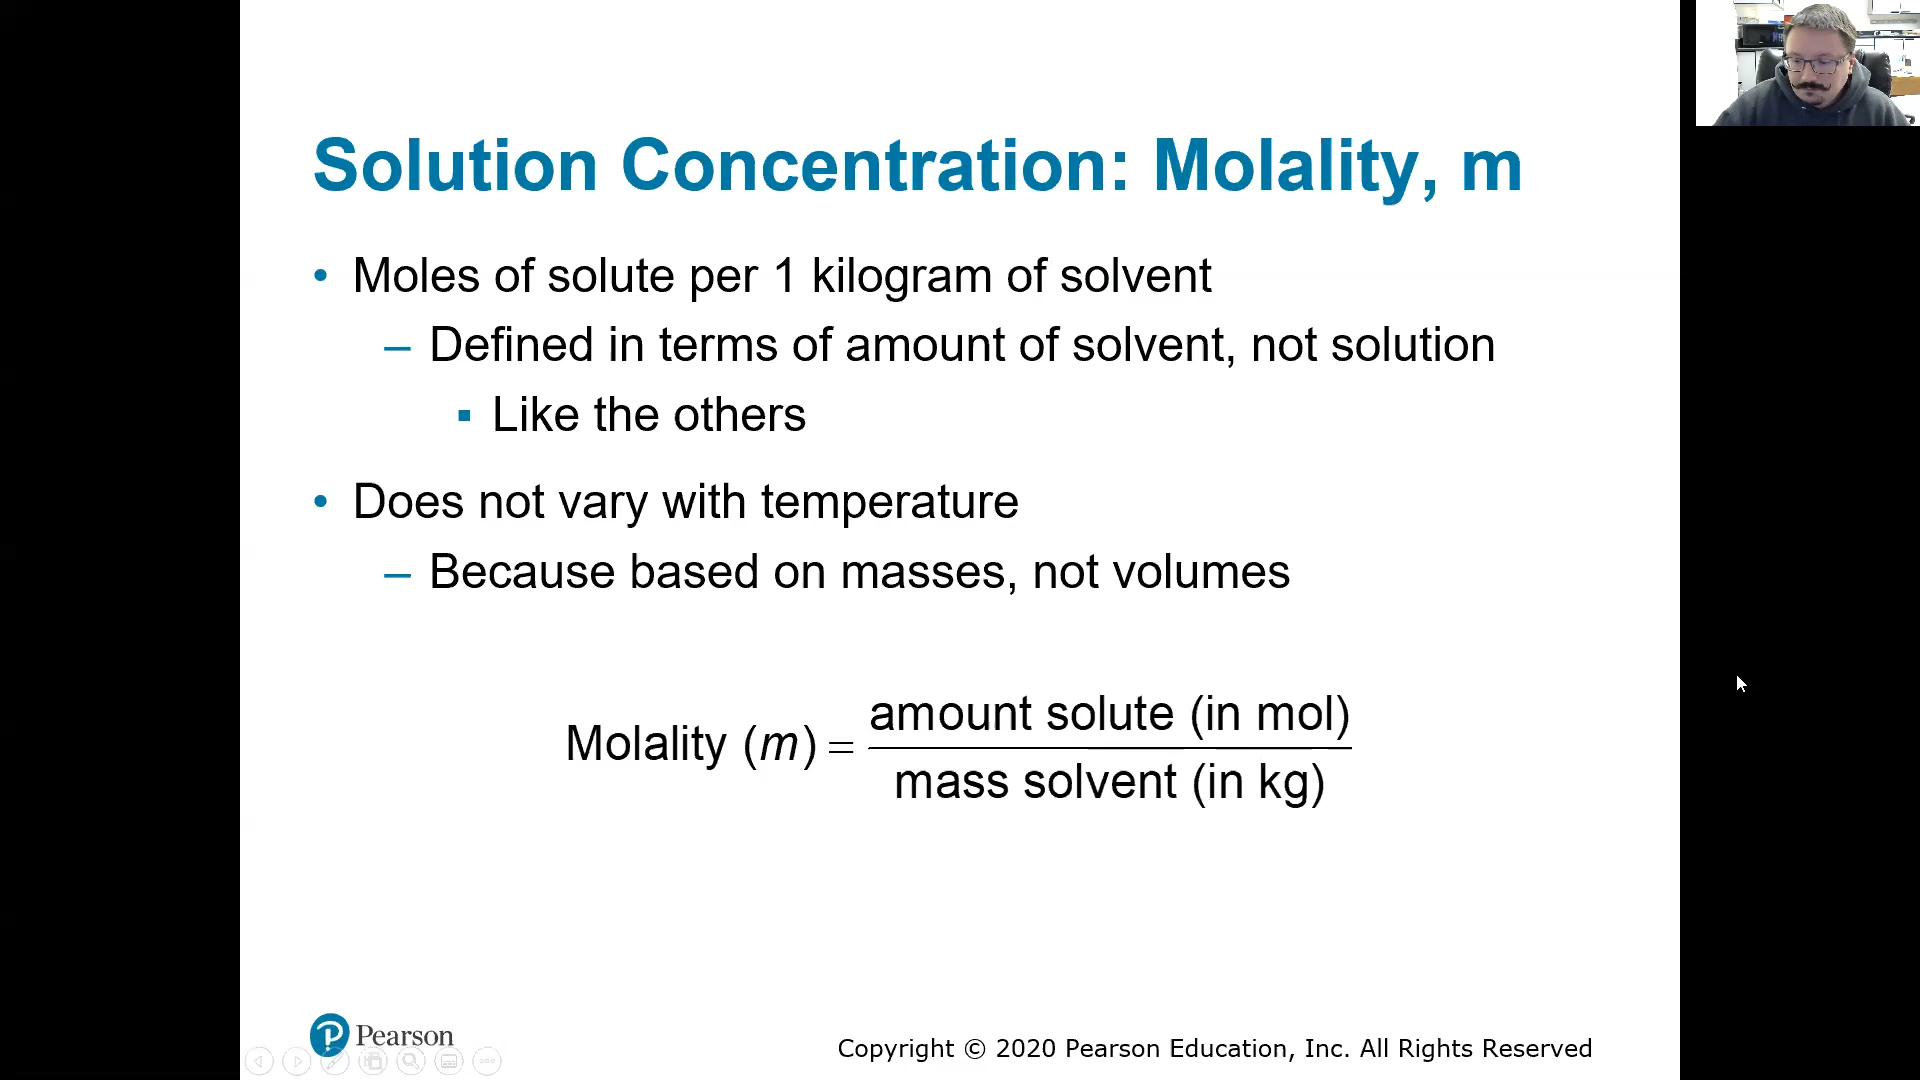 Solution Concentration: Molality, m
• Moles of solute per 1 kilogram of solvent
– Defined in terms of amount of solvent, not solution
▪ Like the others
• Does not vary with temperature
– Because based on masses, not volumes
Molality (m) = amount solute (in mol)
mass solvent (in kg)
Pearson
Copyright © 2020 Pearson Education, Inc. All Rights Reserved